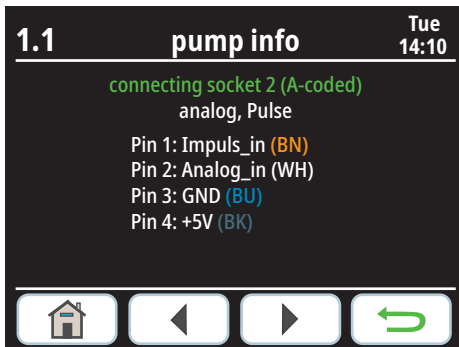 1.1 pump info Tue 14:10
connecting socket 2 (A-coded)
analog, Pulse
Pin 1: Impuls_in (BN)
Pin 2: Analog_in (WH)
Pin 3: GND (BU)
Pin 4: +5V (BK)